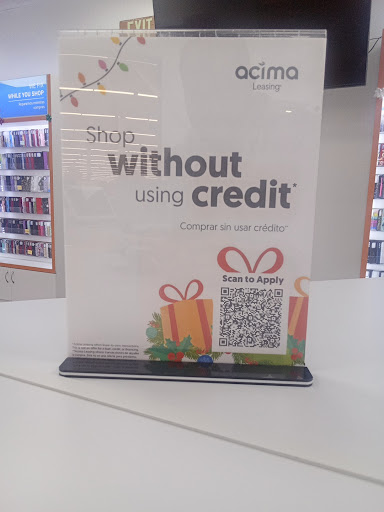 EXIT
WHILE YOU SHOP
acima
Leasing
Shop
without
using credit*
Comprar sin usar crédito*
Scan to Apply